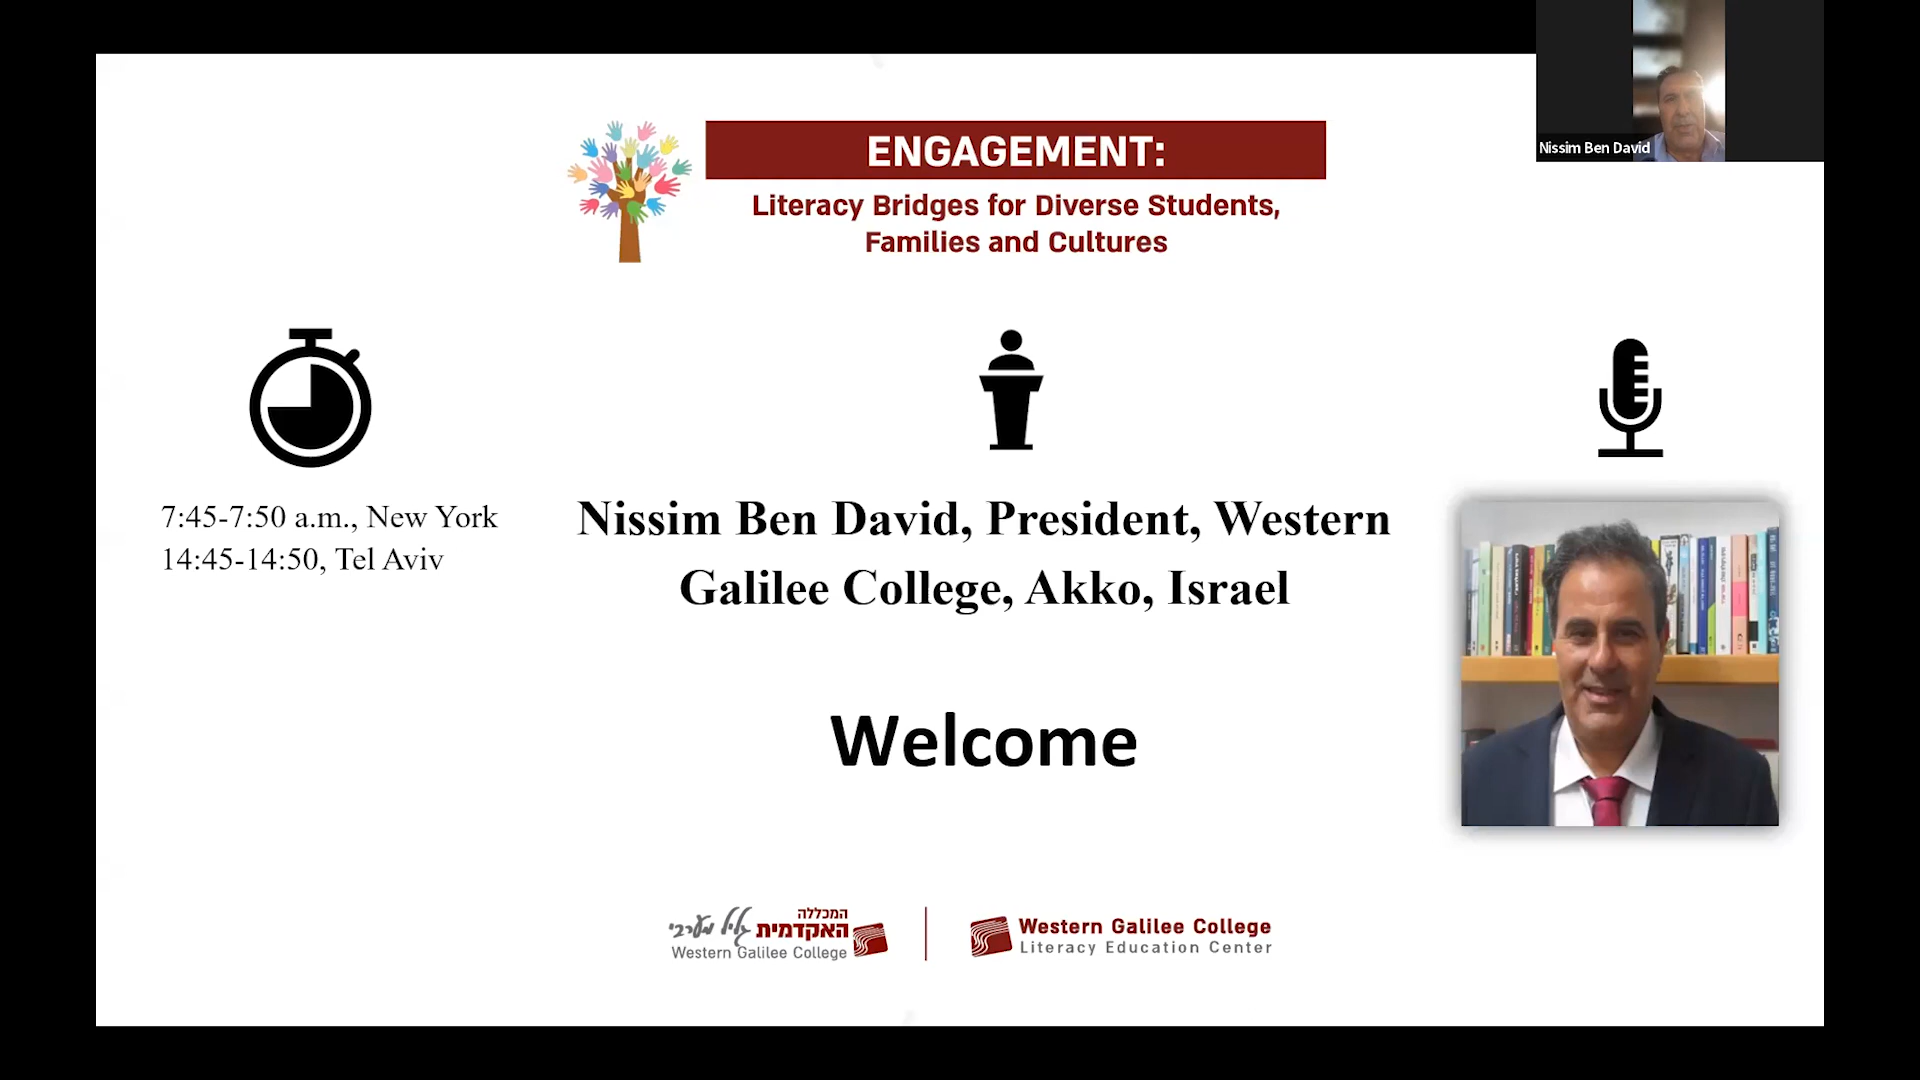 Nissim Ben David
ENGAGEMENT:
Literacy Bridges for Diverse Students,
Families and Cultures
7:45-7:50 a.m., New York
14:45-14:50, Tel Aviv
Nissim Ben David, President, Western
Galilee College, Akko, Israel
Welcome
המכללה
האקדמית גליל מערבי
Western Galilee College
Western Galilee College
Literacy Education Center